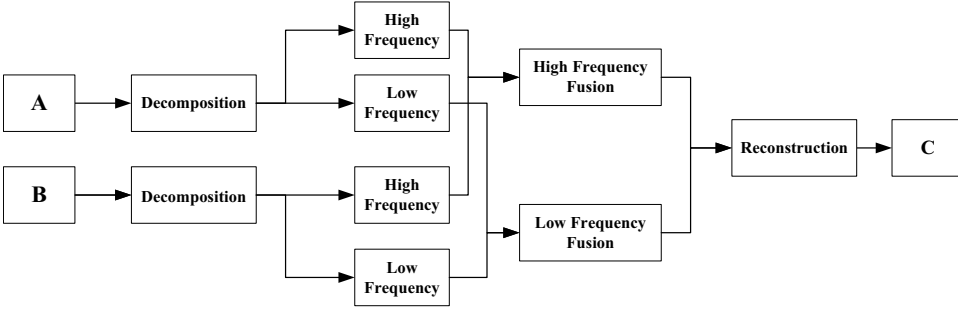 High
Frequency
High Frequency
Fusion
A
Decomposition
Low
Frequency
Reconstruction
C
B
Decomposition
High
Frequency
Low Frequency
Fusion
Low
Frequency